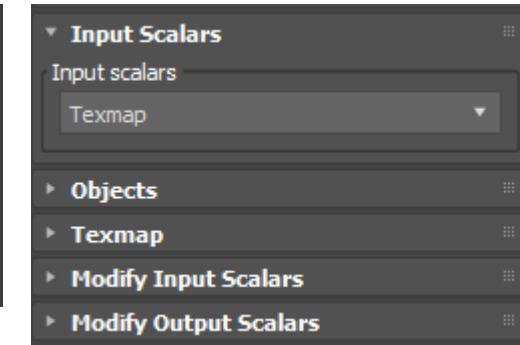 Input Scalars
Input scalars
Texmap
Objects
Texmap
Modify Input Scalars
Modify Output Scalars